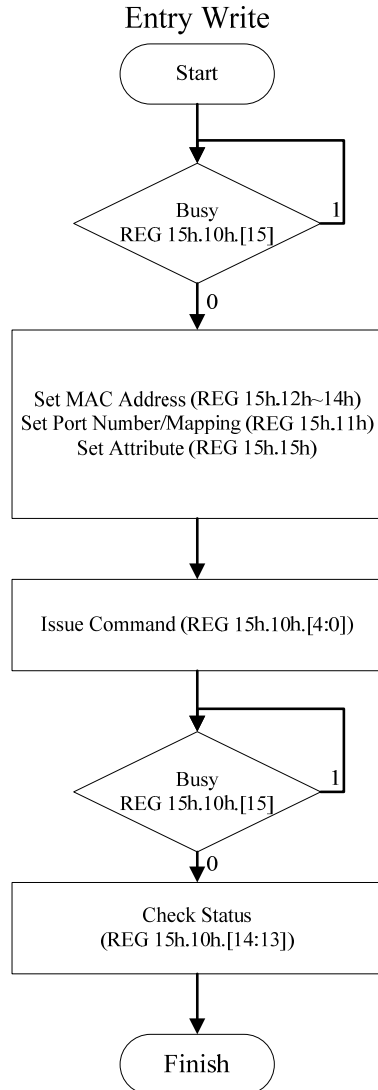 Entry Write
Start
Busy
REG 15h.10h.[15]
1
0
Set MAC Address (REG 15h.12h~14h)
Set Port Number/Mapping (REG 15h.11h)
Set Attribute (REG 15h.15h)
Issue Command (REG 15h.10h.[4:0])
Busy
REG 15h.10h.[15]
1
0
Check Status
(REG 15h.10h.[14:13])
Finish